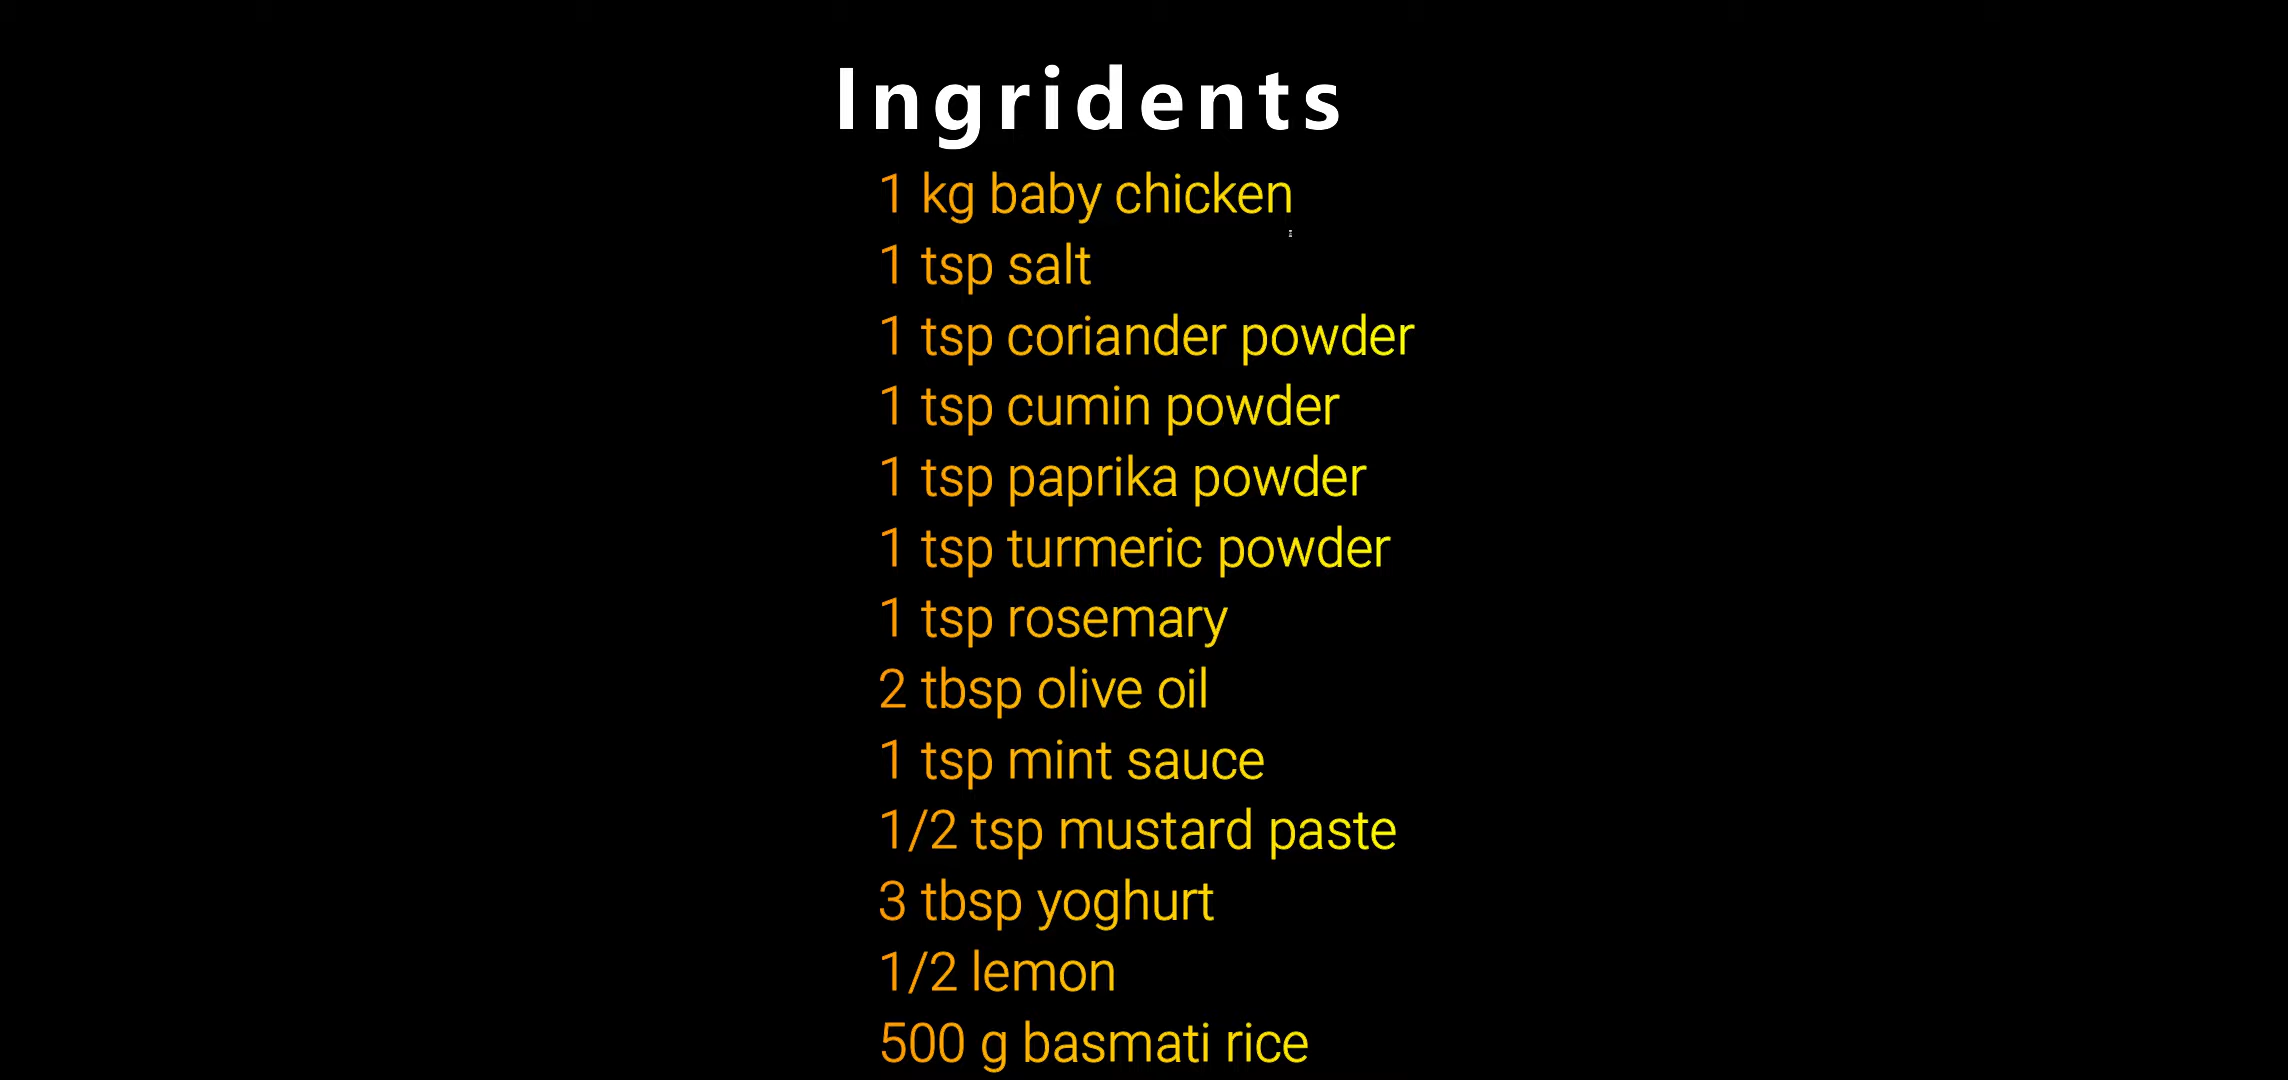 Ingridents
1 kg baby chicken
1 tsp salt
1 tsp coriander powder
1 tsp cumin powder
1 tsp paprika powder
1 tsp turmeric powder
1 tsp rosemary
2 tbsp olive oil
1 tsp mint sauce
1/2 tsp mustard paste
3 tbsp yoghurt
1/2 lemon
500 g basmati rice